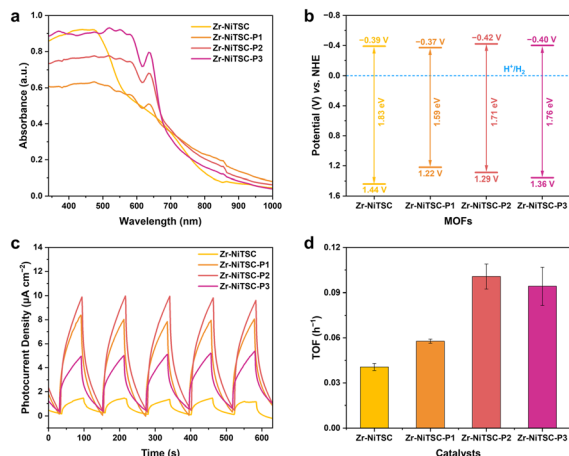 a
Absorbance (a.u.)
1.0
0.8
0.6
0.4
0.2
0.0
Zr-NiTSC
Zr-NiTSC-P1
Zr-NiTSC-P2
Zr-NiTSC-P3
400 500 600 700 800 900 1000
Wavelength (nm)
b
Potential (V) vs. NHE
−0.8
−0.4
0.0
0.4
0.8
1.2
1.6
−0.39 V −0.37 V −0.42 V −0.40 V
H⁺/H₂
1.83 eV 1.59 eV 1.71 eV 1.76 eV
1.44 V 1.22 V 1.29 V 1.36 V
Zr-NiTSC Zr-NiTSC-P1 Zr-NiTSC-P2 Zr-NiTSC-P3
MOFs
c
Photocurrent Density (μA cm⁻²)
14
12
10
8
6
4
2
0
Zr-NiTSC
Zr-NiTSC-P1
Zr-NiTSC-P2
Zr-NiTSC-P3
0 100 200 300 400 500 600
Time (s)
d
TOF (h⁻¹)
0.12
0.09
0.06
0.03
0.00
Zr-NiTSC Zr-NiTSC-P1 Zr-NiTSC-P2 Zr-NiTSC-P3
Catalysts